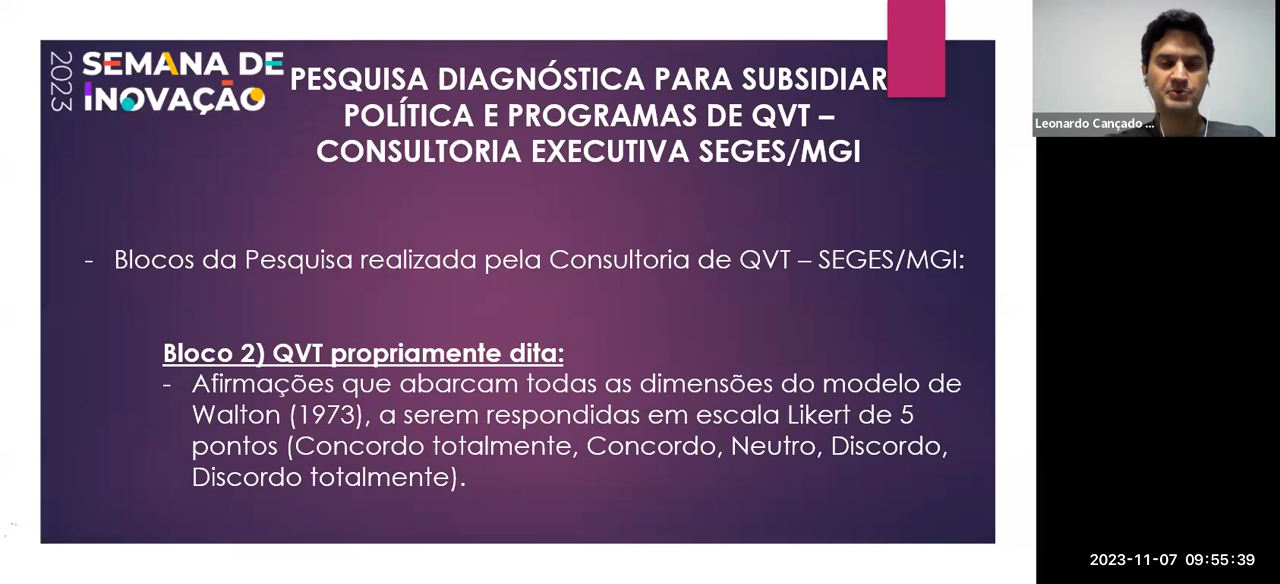 2023
SEMANA DE
INOVAÇÃO
PESQUISA DIAGNÓSTICA PARA SUBSIDIAR
POLÍTICA E PROGRAMAS DE QVT –
CONSULTORIA EXECUTIVA SEGES/MGI
- Blocos da Pesquisa realizada pela Consultoria de QVT – SEGES/MGI:
Bloco 2) QVT propriamente dita:
- Afirmações que abarcam todas as dimensões do modelo de
Walton (1973), a serem respondidas em escala Likert de 5
pontos (Concordo totalmente, Concordo, Neutro, Discordo,
Discordo totalmente).
Leonardo Cançado ...
2023-11-07 09:55:39